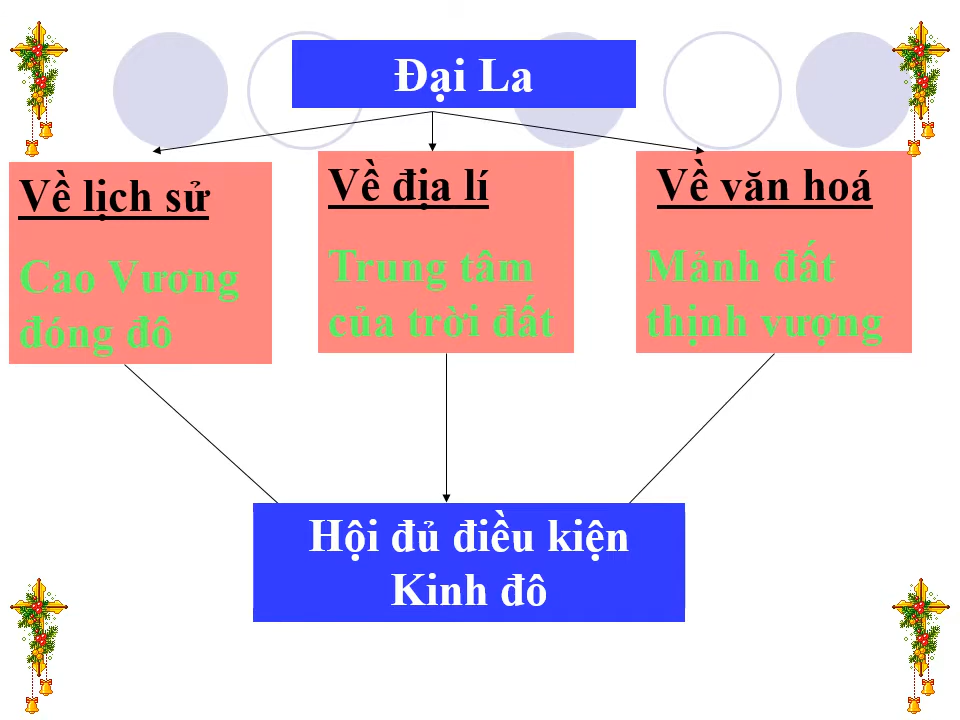 Đại La
Về lịch sử
Cao Vương
đóng đô
Về địa lí
Trung tâm
của trời đất
Về văn hoá
Mảnh đất
thịnh vượng
Hội đủ điều kiện
Kinh đô